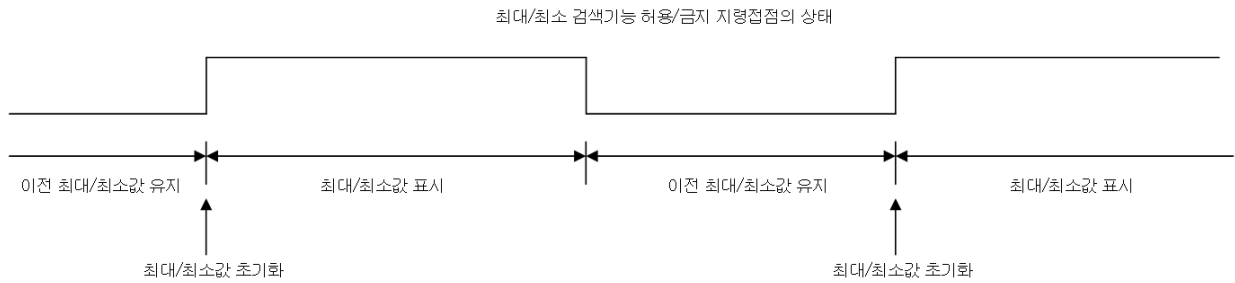 최대/최소 검색기능 허용/금지 지령접점의 상태
이전 최대/최소값 유지
최대/최소값 표시
이전 최대/최소값 유지
최대/최소값 표시
최대/최소값 초기화
최대/최소값 초기화